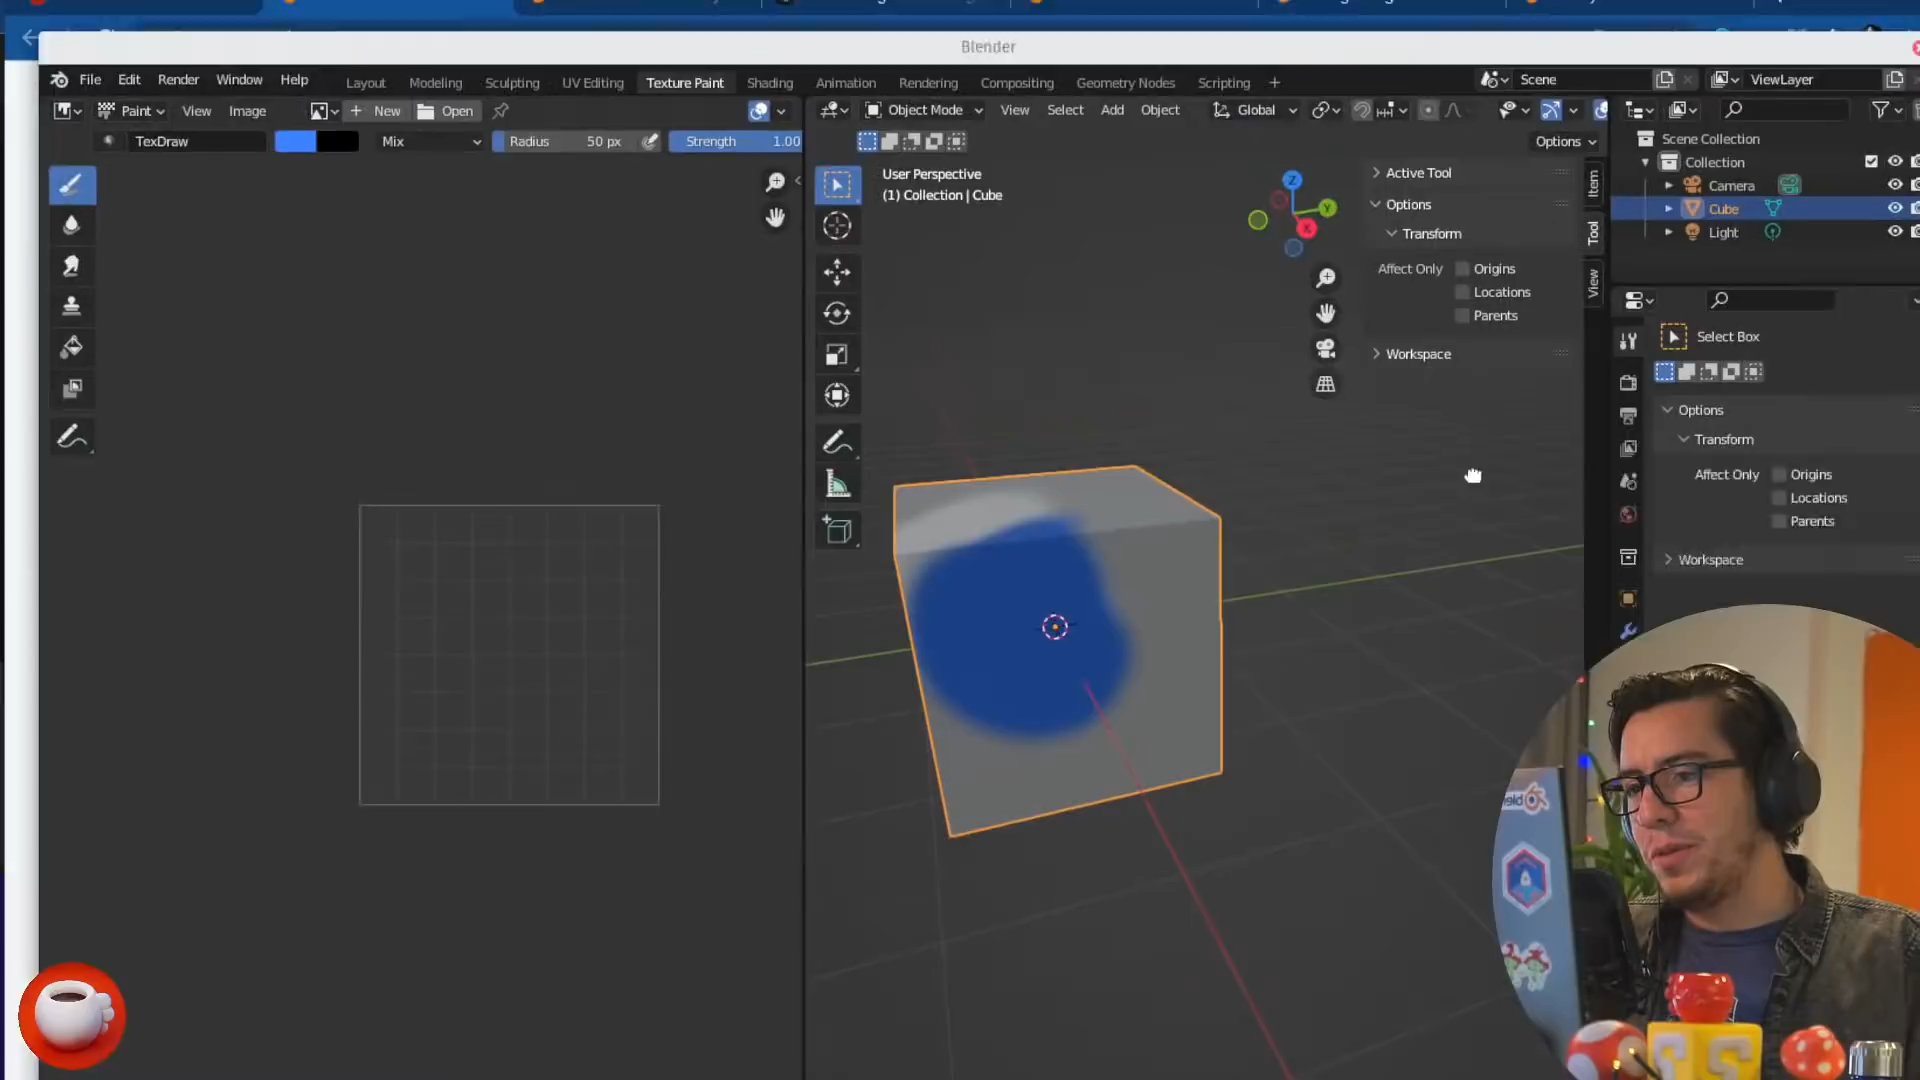 Blender
File Edit Render Window Help
Layout Modeling Sculpting UV Editing Texture Paint Shading Animation Rendering Compositing Geometry Nodes Scripting +
Scene ViewLayer
Paint View Image + New Open
Object Mode View Select Add Object Global
TexDraw Mix Radius 50 px Strength 1.00
Options
User Perspective
(1) Collection | Cube
Z
Y
X
Active Tool
Options
Transform
Affect Only Origins
Locations
Parents
Workspace
Item
Tool
View
Scene Collection
Collection
Camera
Cube
Light
Select Box
Options
Transform
Affect Only Origins
Locations
Parents
Workspace
S S